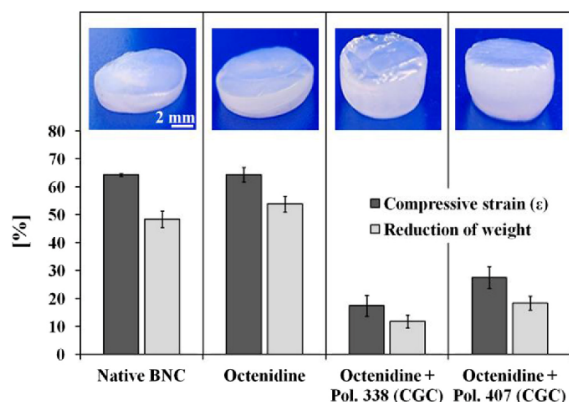 2 mm
80
70
60
50
40
30
20
10
0
[%]
Compressive strain (ε)
Reduction of weight
Native BNC
Octenidine
Octenidine +
Pol. 338 (CGC)
Octenidine +
Pol. 407 (CGC)